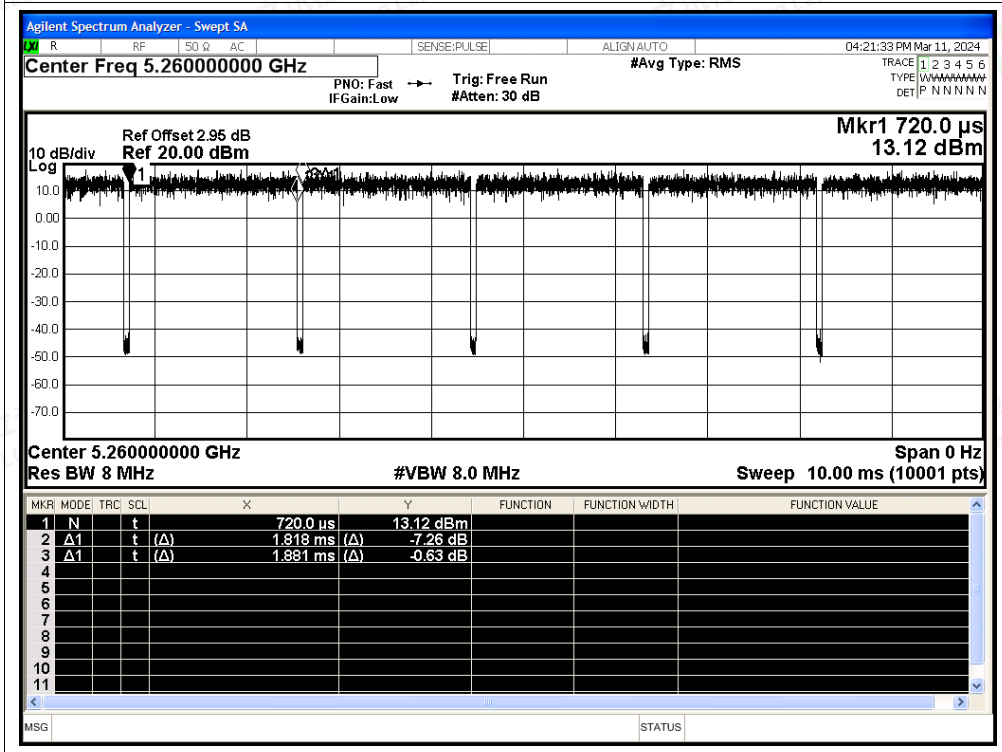 Agilent Spectrum Analyzer - Swept SA
LXI R RF 50 Ω AC SENSE:PULSE ALIGN AUTO 04:21:33 PM Mar 11, 2024
Center Freq 5.260000000 GHz #Avg Type: RMS TRACE 1 2 3 4 5 6
PNO: Fast Trig: Free Run TYPE
IFGain:Low #Atten: 30 dB DET P N N N N N
Mkr1 720.0 µs
Ref Offset 2.95 dB
10 dB/div Ref 20.00 dBm 13.12 dBm
Log
1
10.0
0.00
-10.0
-20.0
-30.0
-40.0
-50.0
-60.0
-70.0
Center 5.260000000 GHz Span 0 Hz
Res BW 8 MHz #VBW 8.0 MHz Sweep 10.00 ms (10001 pts)
MKR MODE TRC SCL X Y FUNCTION FUNCTION WIDTH FUNCTION VALUE
1 N t 720.0 µs 13.12 dBm
2 Δ1 t (Δ) 1.818 ms (Δ) -7.26 dB
3 Δ1 t (Δ) 1.881 ms (Δ) -0.63 dB
4
5
6
7
8
9
10
11
MSG STATUS